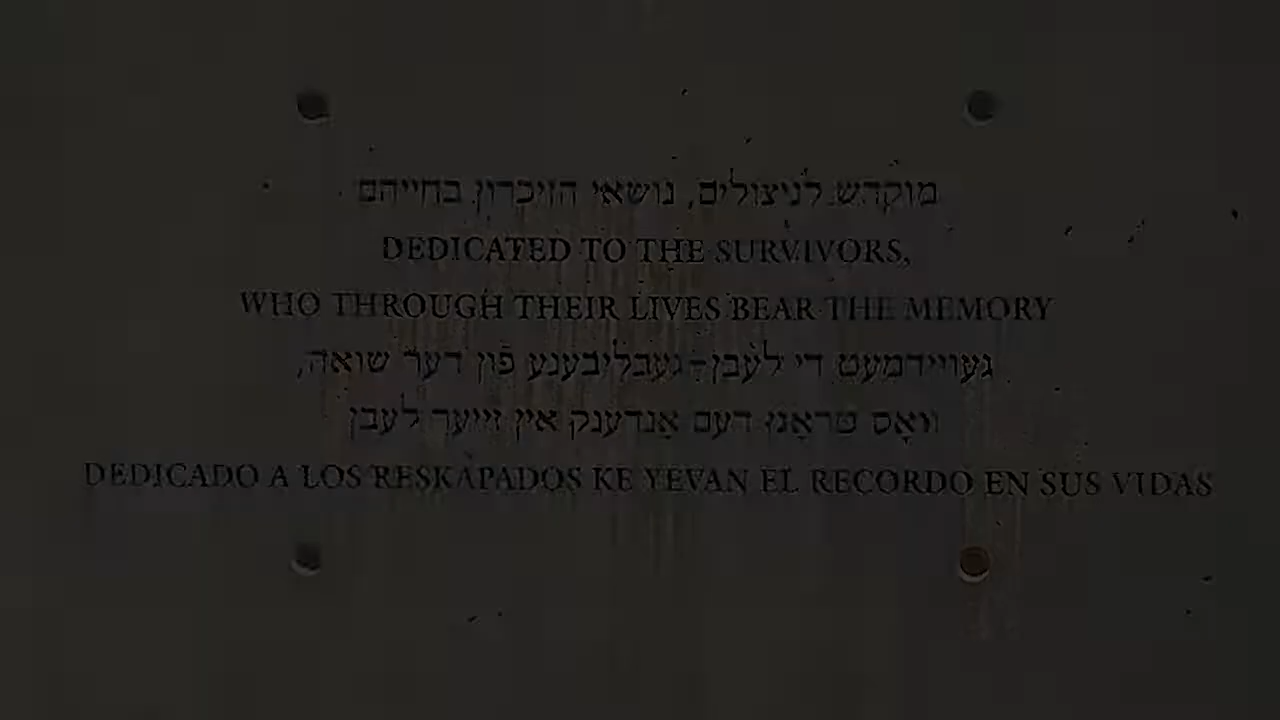 מוקדש לניצולים, נושאי הזיכרון בחייהם
DEDICATED TO THE SURVIVORS,
WHO THROUGH THEIR LIVES BEAR THE MEMORY
געווידמעט די לעבן-געבליבענע פֿון דער שואה,
וואָס טראָגן דעם אָנדענק אין זייער לעבן
DEDICADO A LOS RESKAPADOS KE YEVAN EL RECORDO EN SUS VIDAS